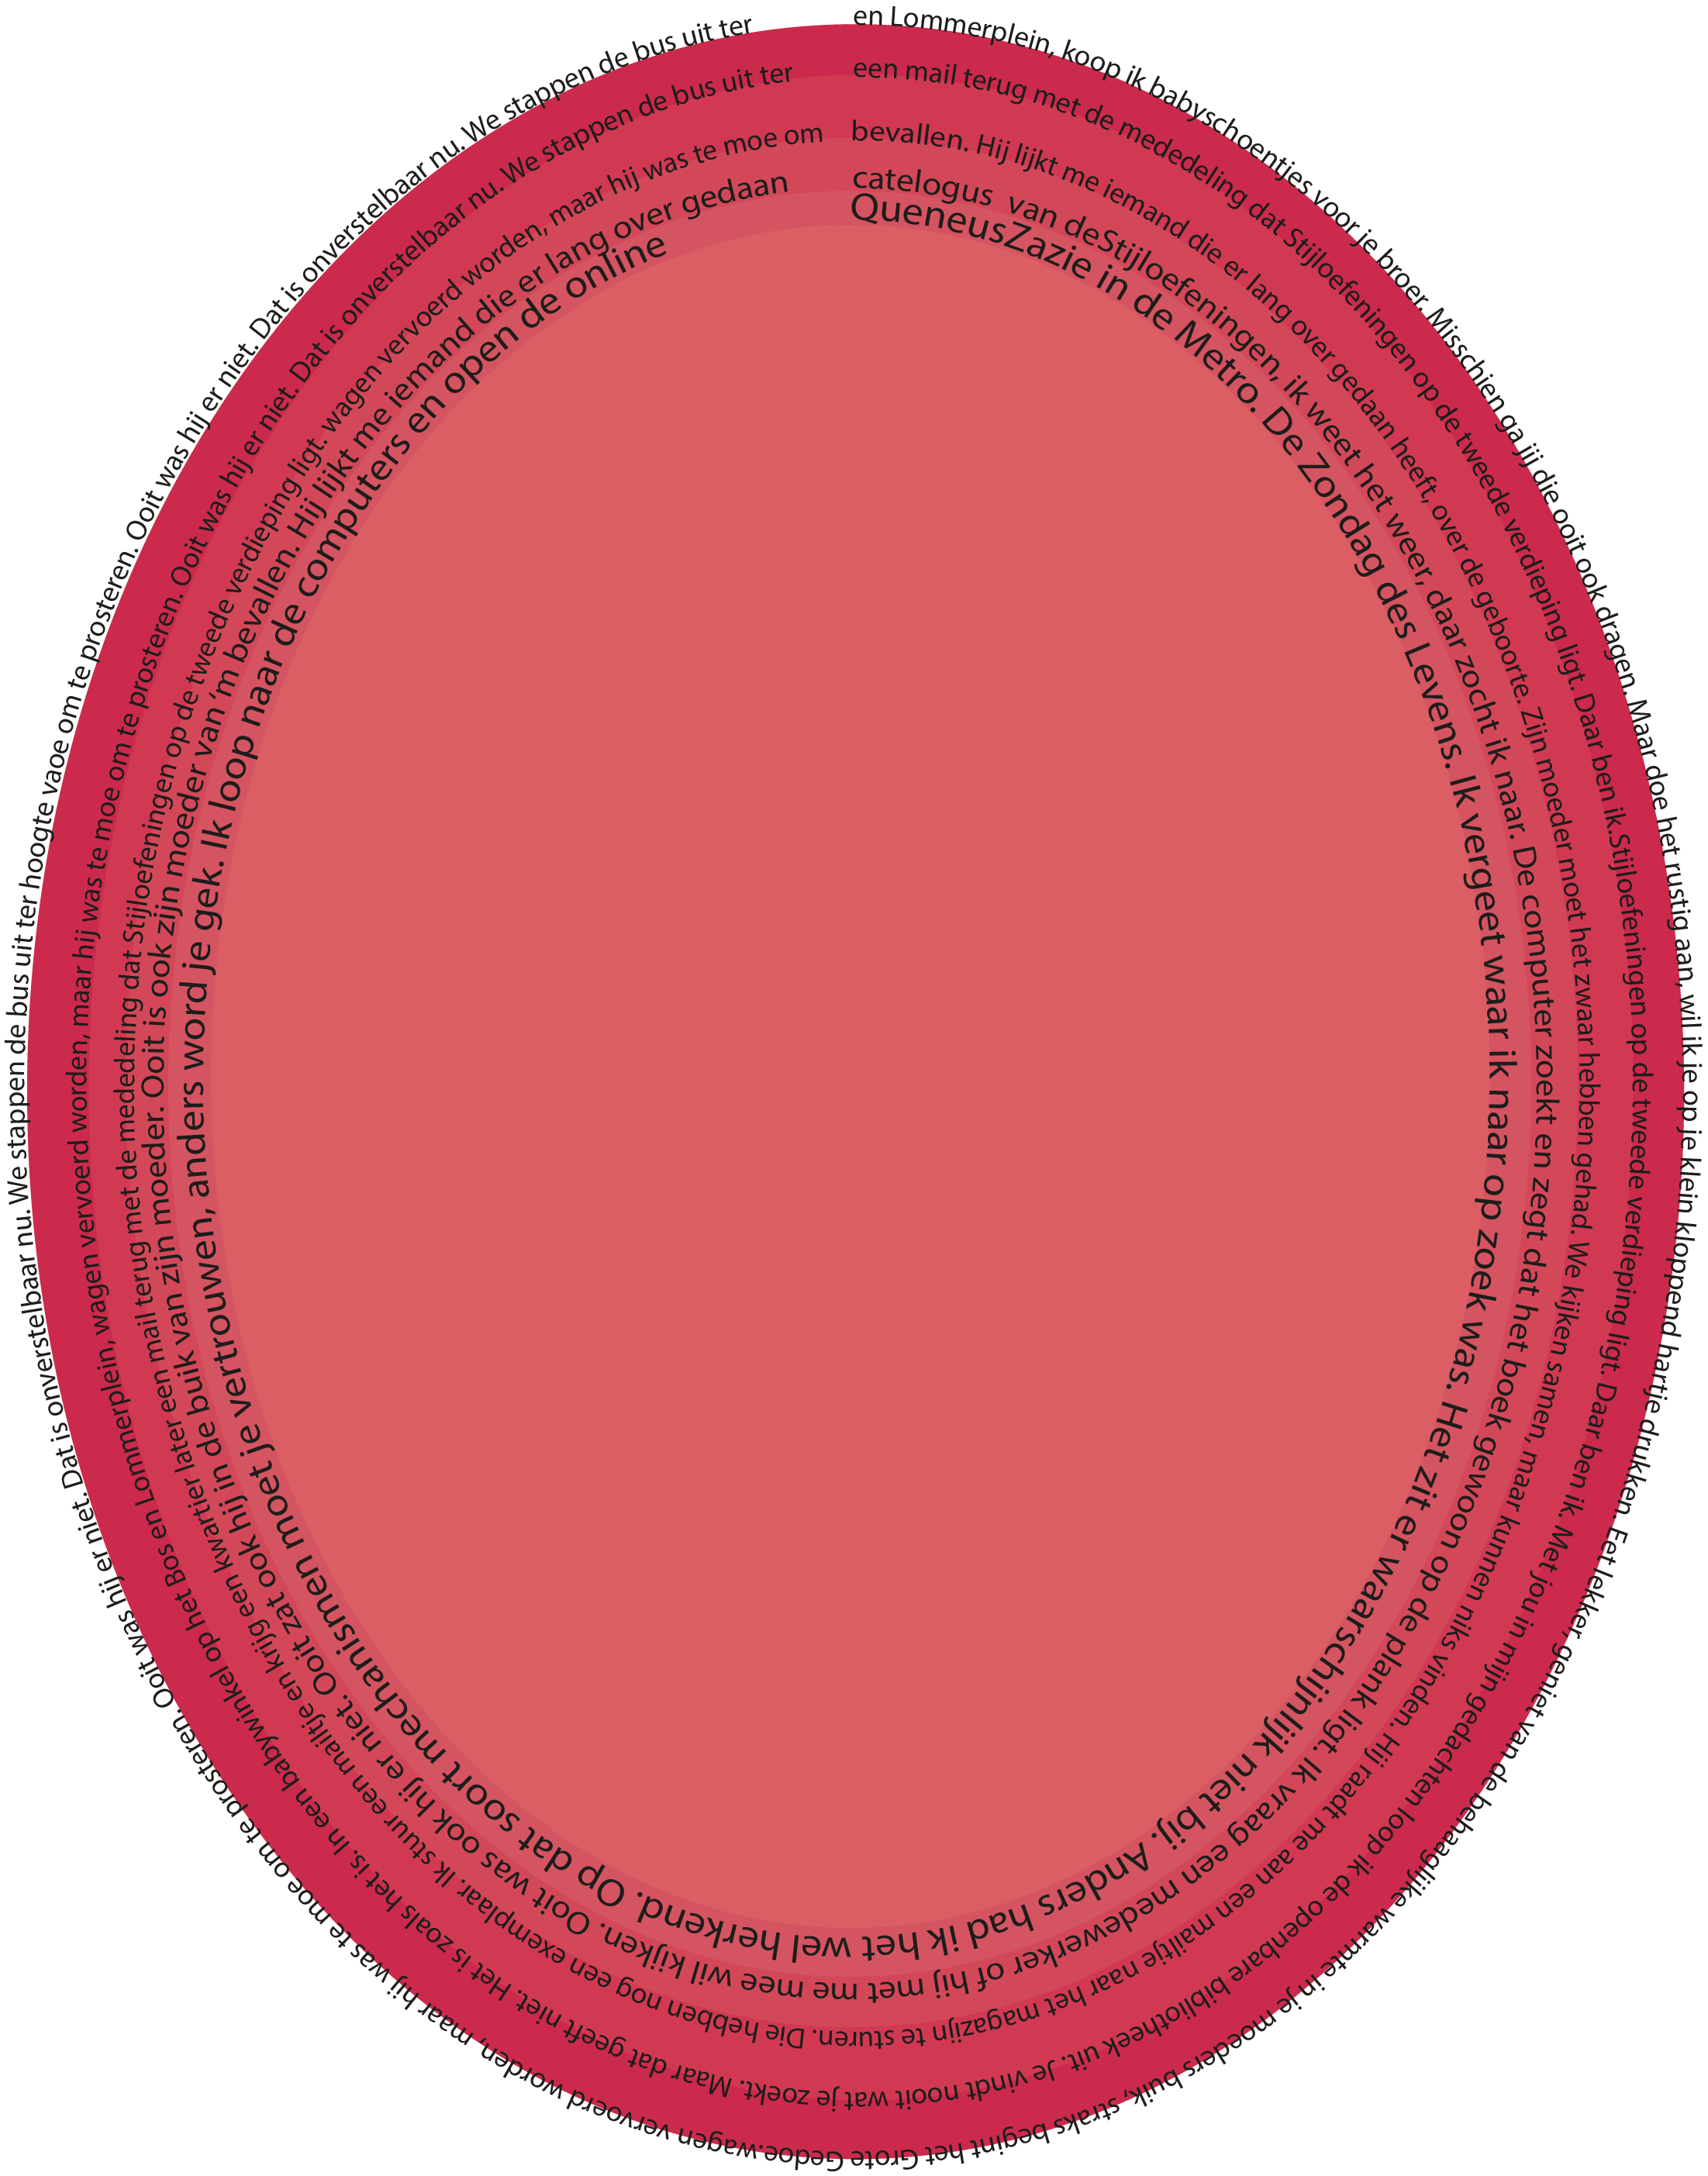 QueneusZazie in de Metro. De Zondag des Levens. Ik vergeet waar ik naar op zoek was. Het zit er waarschijnlijk niet bij. Anders had ik het wel herkend. Op dat soort mechanismen moet je vertrouwen, anders word je gek. Ik loop naar de computers en open de online
catelogus van deStijloefeningen, ik weet het weer, daar zocht ik naar. De computer zoekt en zegt dat het boek gewoon op de plank ligt. Ik vraag een medewerker of hij met me mee wil kijken. Ooit was ook hij er niet. Ooit zat ook hij in de buik van zijn moeder. Ooit is ook zijn moeder van 'm bevallen. Hij lijkt me iemand die er lang over gedaan
bevallen. Hij lijkt me iemand die er lang over gedaan heeft, over de geboorte. Zijn moeder moet het zwaar hebben gehad. We kijken samen, maar kunnen niks vinden. Hij raadt me aan een mailtje naar het magazijn te sturen. Die hebben nog een exemplaar. Ik stuur een mailtje en krijg een kwartier later een mail terug met de mededeling dat Stijloefeningen op de tweede verdieping ligt. wagen vervoerd worden, maar hij was te moe om
een mail terug met de mededeling dat Stijloefeningen op de tweede verdieping ligt. Daar ben ik.Stijloefeningen op de tweede verdieping ligt. Daar ben ik. Met jou in mijn gedachten loop ik de openbare bibliotheek uit. Je vindt nooit wat je zoekt. Maar dat geeft niet. Het is zoals het is. In een babywinkel op het Bos en Lommerplein, wagen vervoerd worden, maar hij was te moe om te prosteren. Ooit was hij er niet. Dat is onverstelbaar nu. We stappen de bus uit ter
en Lommerplein, koop ik babyschoentjes voor je broer. Misschien ga jij die ooit ook dragen. Maar doe het rustig aan, wil ik je op je klein kloppend hartje drukken. Eet lekker, geniet van de behaaglijke warmte in je moeders buik, straks begint het Grote Gedoe.wagen vervoerd worden, maar hij was te moe om te prosteren. Ooit was hij er niet. Dat is onverstelbaar nu. We stappen de bus uit ter hoogte vaoe om te prosteren. Ooit was hij er niet. Dat is onverstelbaar nu. We stappen de bus uit ter